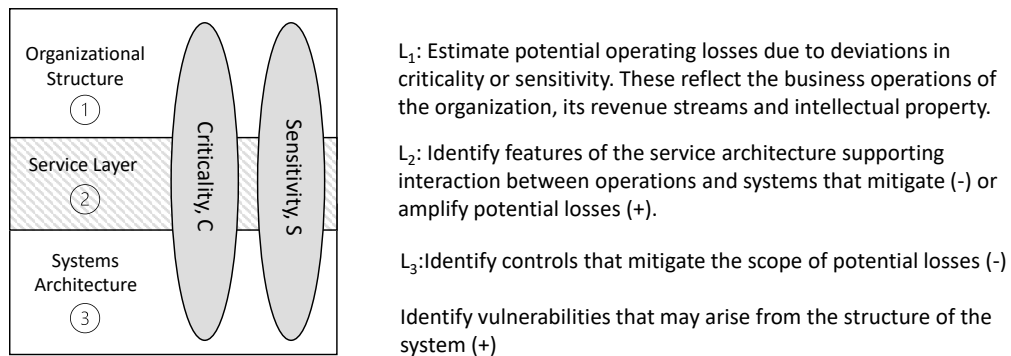 Organizational
Structure
1
Service Layer
2
Systems
Architecture
3
Criticality, C
Sensitivity, S
L₁: Estimate potential operating losses due to deviations in
criticality or sensitivity. These reflect the business operations of
the organization, its revenue streams and intellectual property.
L₂: Identify features of the service architecture supporting
interaction between operations and systems that mitigate (-) or
amplify potential losses (+).
L₃:Identify controls that mitigate the scope of potential losses (-)
Identify vulnerabilities that may arise from the structure of the
system (+)